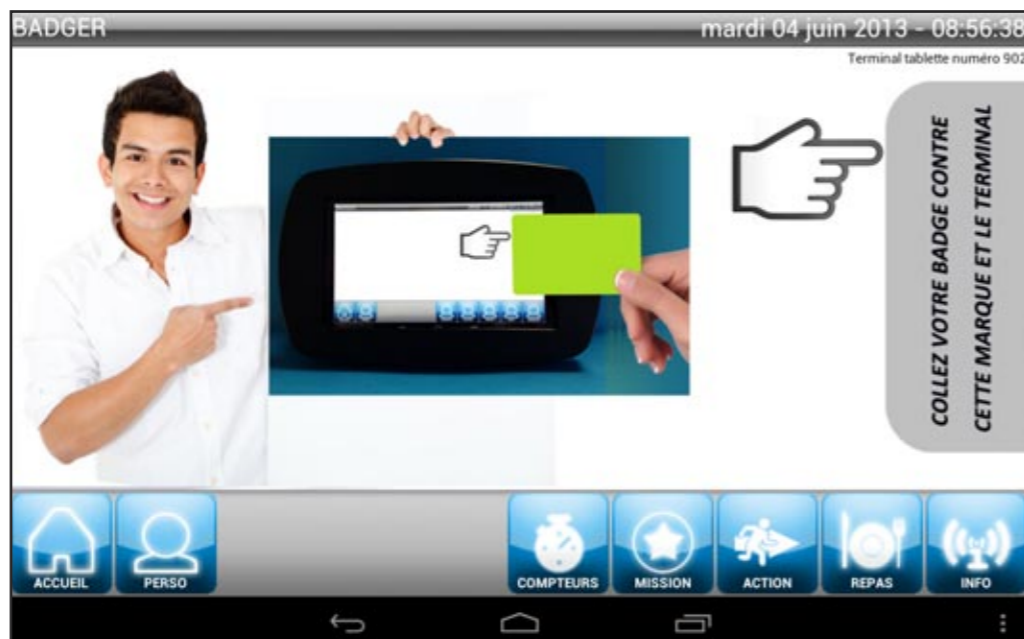 BADGER
mardi 04 juin 2013 - 08:56:38
Terminal tablette numéro 902
COLLEZ VOTRE BADGE CONTRE
CETTE MARQUE ET LE TERMINAL
ACCUEIL
PERSO
COMPTEURS
MISSION
ACTION
REPAS
INFO